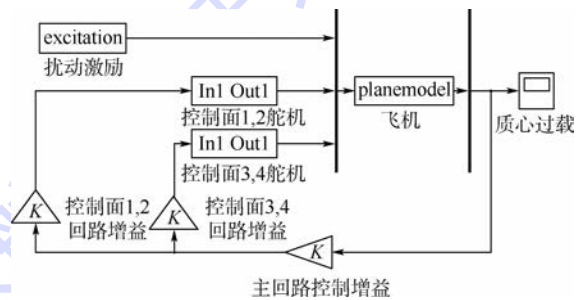 excitation
扰动激励
In1 Out1
控制面1,2舵机
In1 Out1
控制面3,4舵机
planemodel
飞机
质心过载
K
控制面1,2
回路增益
K
控制面3,4
回路增益
K
主回路控制增益